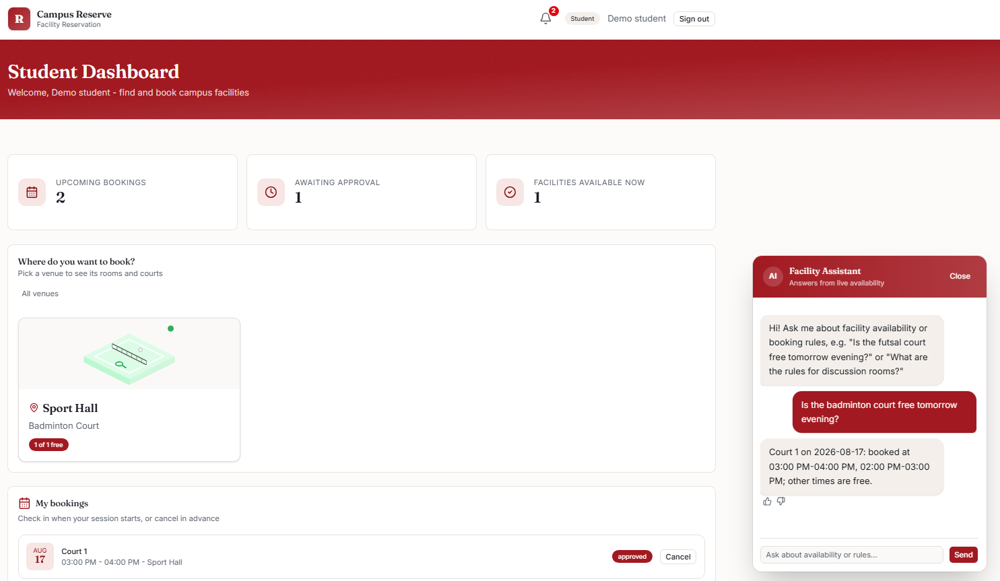 R
Campus Reserve
Facility Reservation
2
Student
Demo student
Sign out
Student Dashboard
Welcome, Demo student - find and book campus facilities
UPCOMING BOOKINGS
2
AWAITING APPROVAL
1
FACILITIES AVAILABLE NOW
1
Where do you want to book?
Pick a venue to see its rooms and courts
All venues
Sport Hall
Badminton Court
1 of 1 free
My bookings
Check in when your session starts, or cancel in advance
AUG
17
Court 1
03:00 PM - 04:00 PM - Sport Hall
approved
Cancel
AI
Facility Assistant
Answers from live availability
Close
Hi! Ask me about facility availability or
booking rules, e.g. "Is the futsal court
free tomorrow evening?" or "What are
the rules for discussion rooms?"
Is the badminton court free tomorrow
evening?
Court 1 on 2026-08-17: booked at
03:00 PM-04:00 PM, 02:00 PM-03:00
PM; other times are free.
Ask about availability or rules...
Send